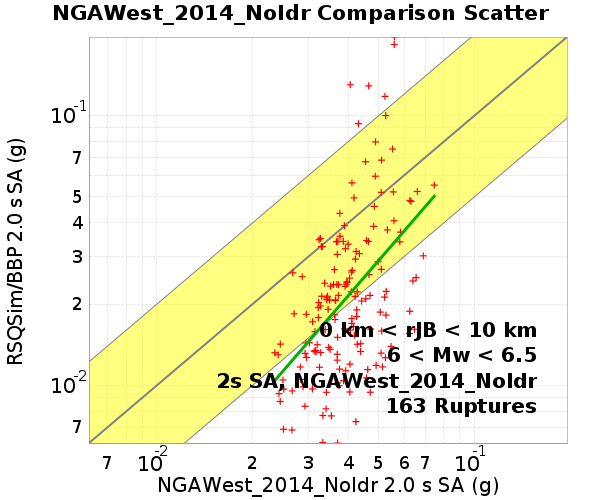 NGAWest_2014_NoIdr Comparison Scatter
RSQSim/BBP 2.0 s SA (g)
10-1
7
5
4
3
2
10-2
7
0 km < rJB < 10 km
6 < Mw < 6.5
2s SA, NGAWest_2014_NoIdr
163 Ruptures
7 10-2 2 3 4 5 6 7 10-1
NGAWest_2014_NoIdr 2.0 s SA (g)